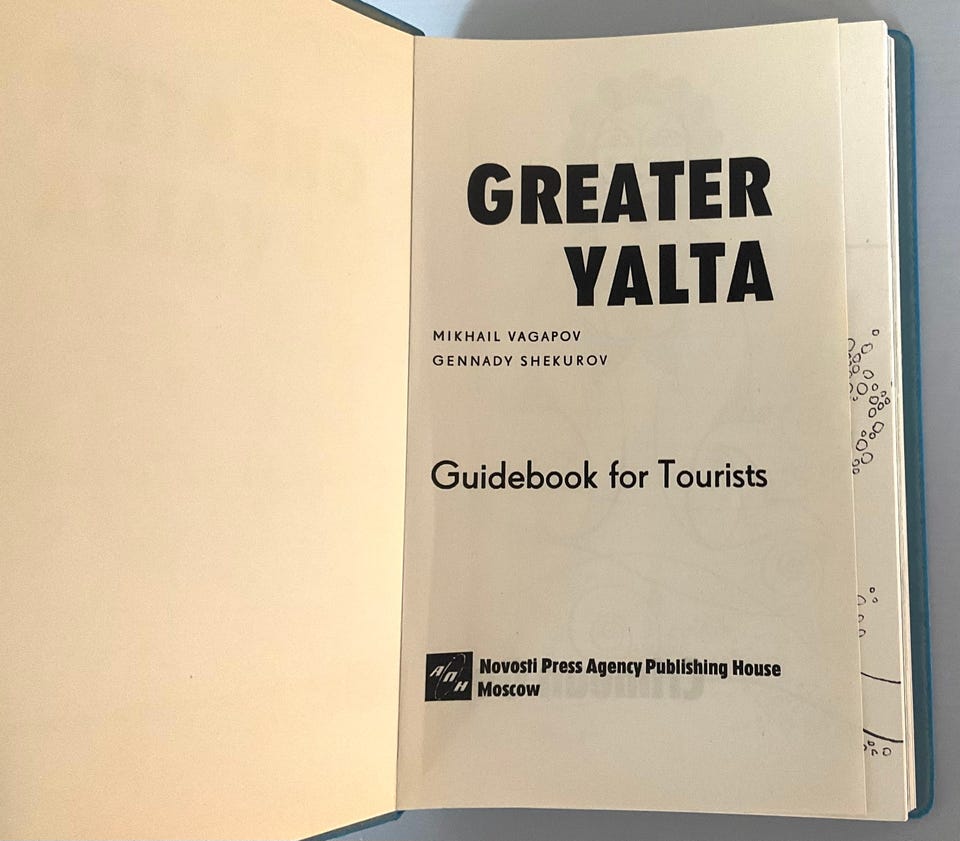 GREATER
YALTA
MIKHAIL VAGAPOV
GENNADY SHEKUROV
Guidebook for Tourists
АПН
Novosti Press Agency Publishing House
Moscow